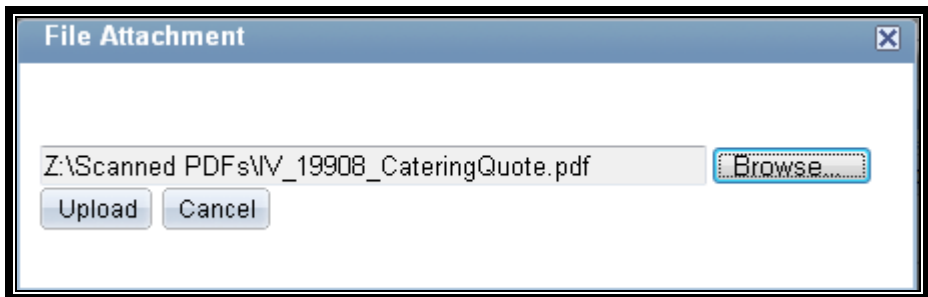 File Attachment
Z:\Scanned PDFs\IV_19908_CateringQuote.pdf Browse...
Upload Cancel